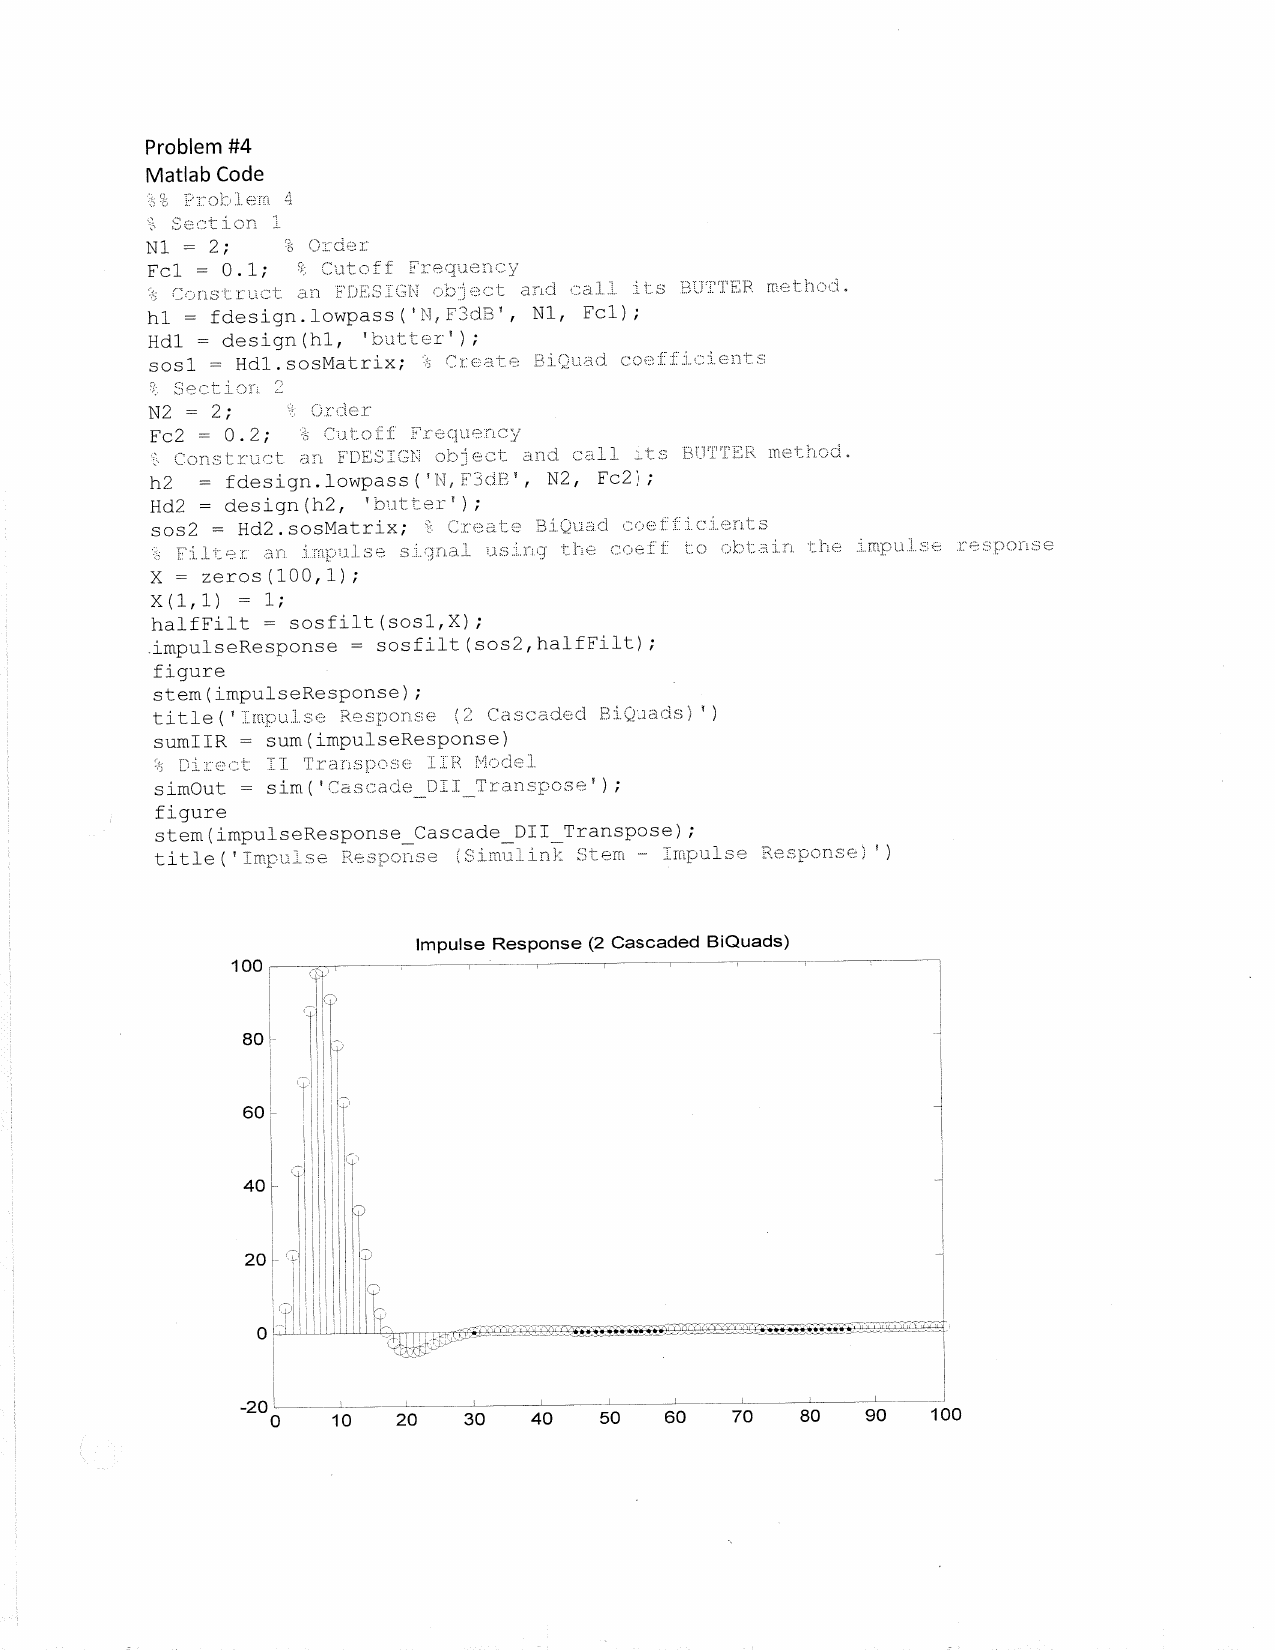 Problem #4
Matlab Code
%% Problem 4
% Section 1
N1 = 2; % Order
Fc1 = 0.1; % Cutoff Frequency
% Construct an FDESIGN object and call its BUTTER method.
h1 = fdesign.lowpass('N,F3dB', N1, Fc1);
Hd1 = design(h1, 'butter');
sos1 = Hd1.sosMatrix; % Create BiQuad coefficients
% Section 2
N2 = 2; % Order
Fc2 = 0.2; % Cutoff Frequency
% Construct an FDESIGN object and call its BUTTER method.
h2 = fdesign.lowpass('N,F3dB', N2, Fc2);
Hd2 = design(h2, 'butter');
sos2 = Hd2.sosMatrix; % Create BiQuad coefficients
% Filter an impulse signal using the coeff to obtain the impulse response
X = zeros(100,1);
X(1,1) = 1;
halfFilt = sosfilt(sos1,X);
impulseResponse = sosfilt(sos2,halfFilt);
figure
stem(impulseResponse);
title('Impulse Response (2 Cascaded BiQuads)')
sumIIR = sum(impulseResponse)
% Direct II Transpose IIR Model
simOut = sim('Cascade_DII_Transpose');
figure
stem(impulseResponse_Cascade_DII_Transpose);
title('Impulse Response (Simulink Stem - Impulse Response)')
Impulse Response (2 Cascaded BiQuads)
100
80
60
40
20
0
-20
0 10 20 30 40 50 60 70 80 90 100